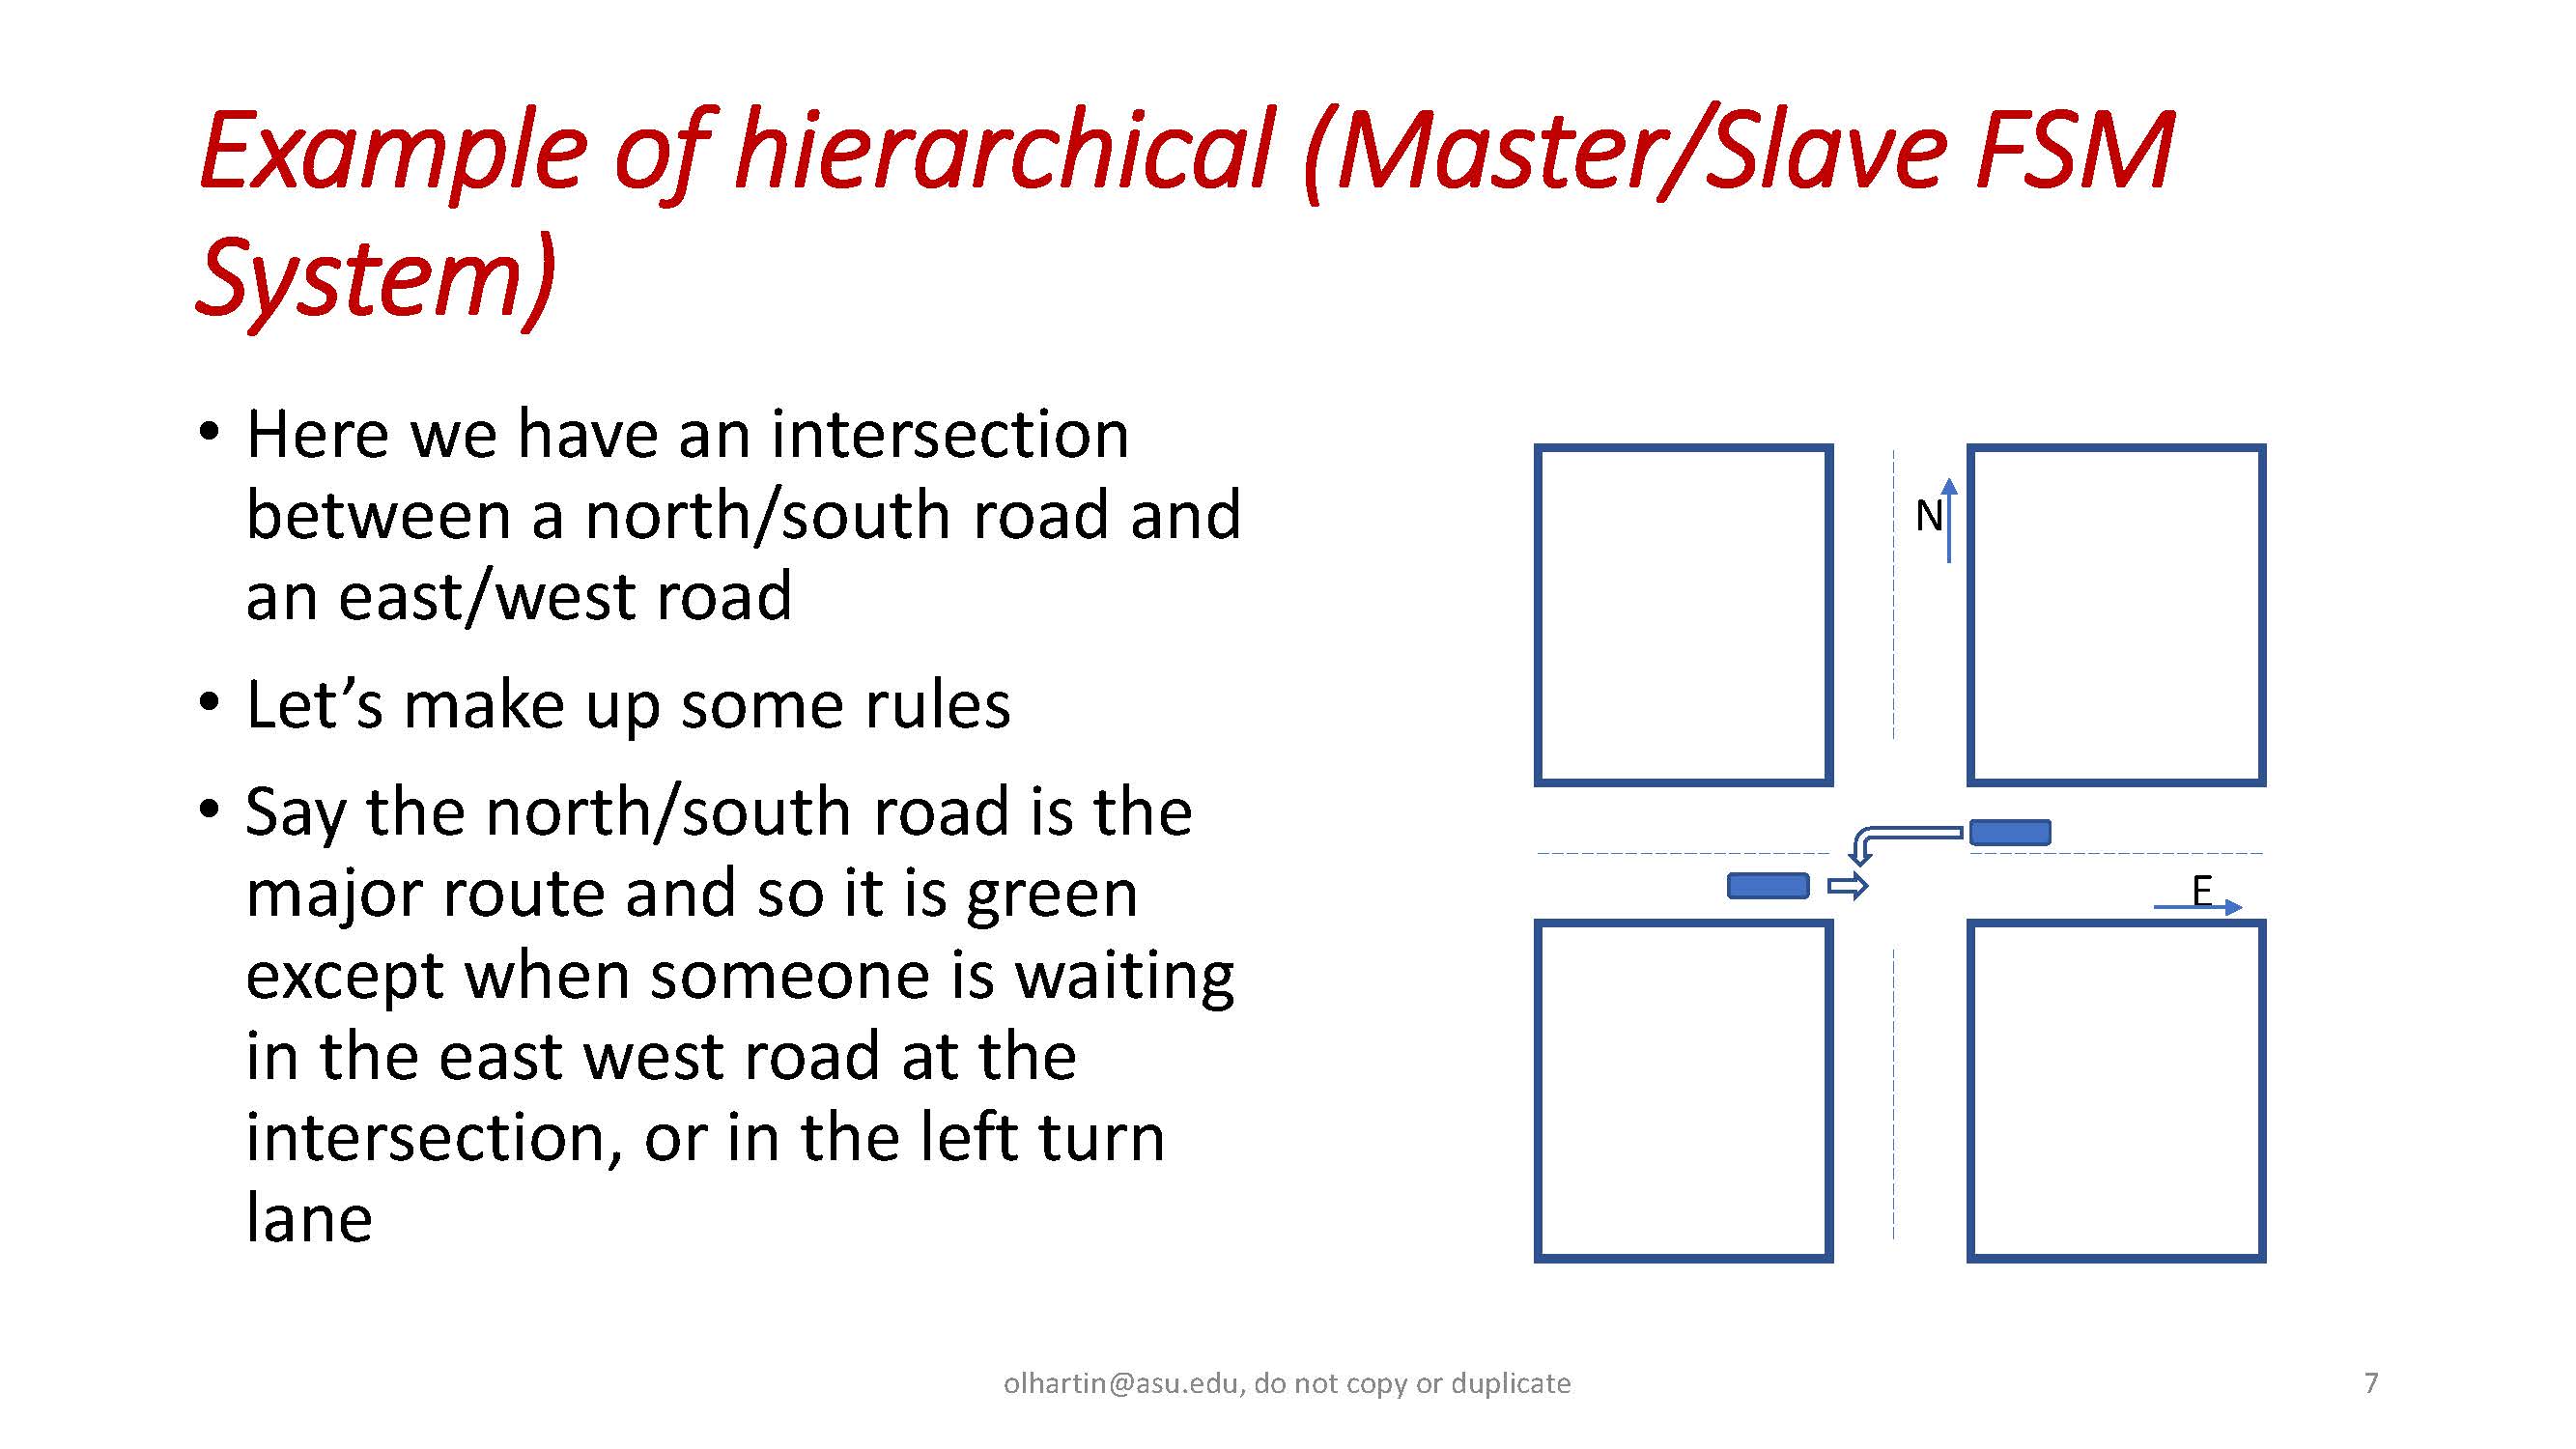 Example of hierarchical (Master/Slave FSM
System)
• Here we have an intersection
between a north/south road and
an east/west road
• Let’s make up some rules
• Say the north/south road is the
major route and so it is green
except when someone is waiting
in the east west road at the
intersection, or in the left turn
lane
N
E
olhartin@asu.edu, do not copy or duplicate
7